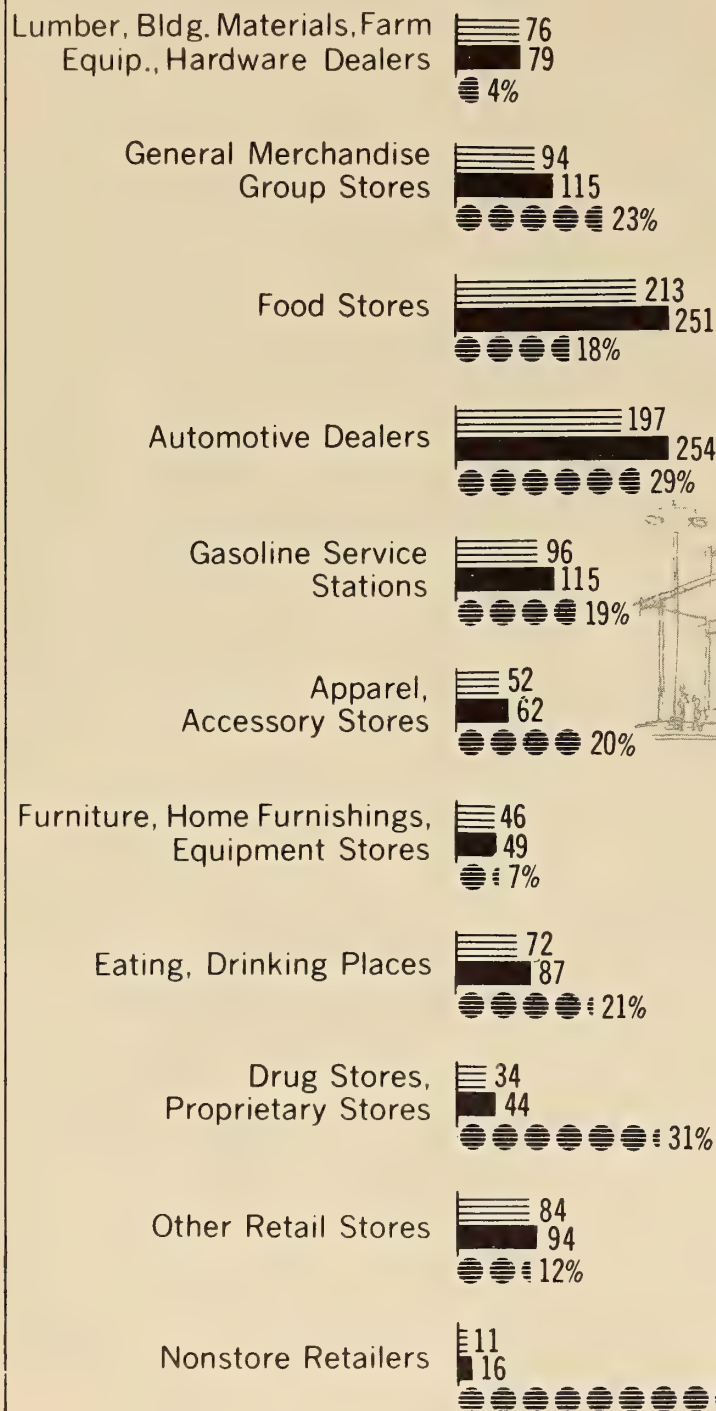 Lumber, Bldg. Materials, Farm
Equip., Hardware Dealers
76
79
4%
General Merchandise
Group Stores
94
115
23%
Food Stores
213
251
18%
Automotive Dealers
197
254
29%
Gasoline Service
Stations
96
115
19%
Apparel,
Accessory Stores
52
62
20%
Furniture, Home Furnishings,
Equipment Stores
46
49
7%
Eating, Drinking Places
72
87
21%
Drug Stores,
Proprietary Stores
34
44
31%
Other Retail Stores
84
94
12%
Nonstore Retailers
11
16